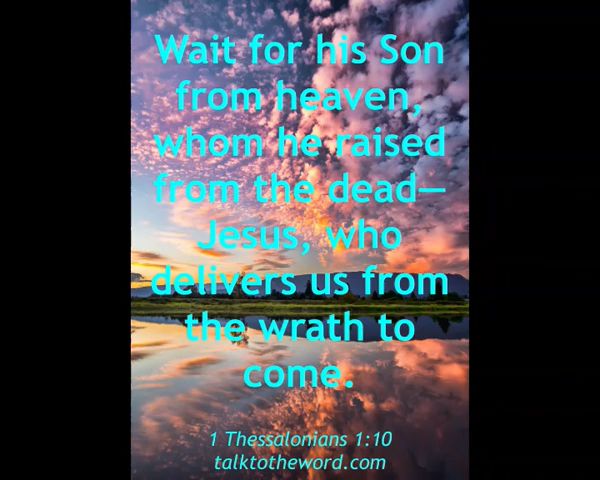 Wait for his Son
from heaven,
whom he raised
from the dead—
Jesus, who
delivers us from
the wrath to
come.
1 Thessalonians 1:10
talktotheword.com